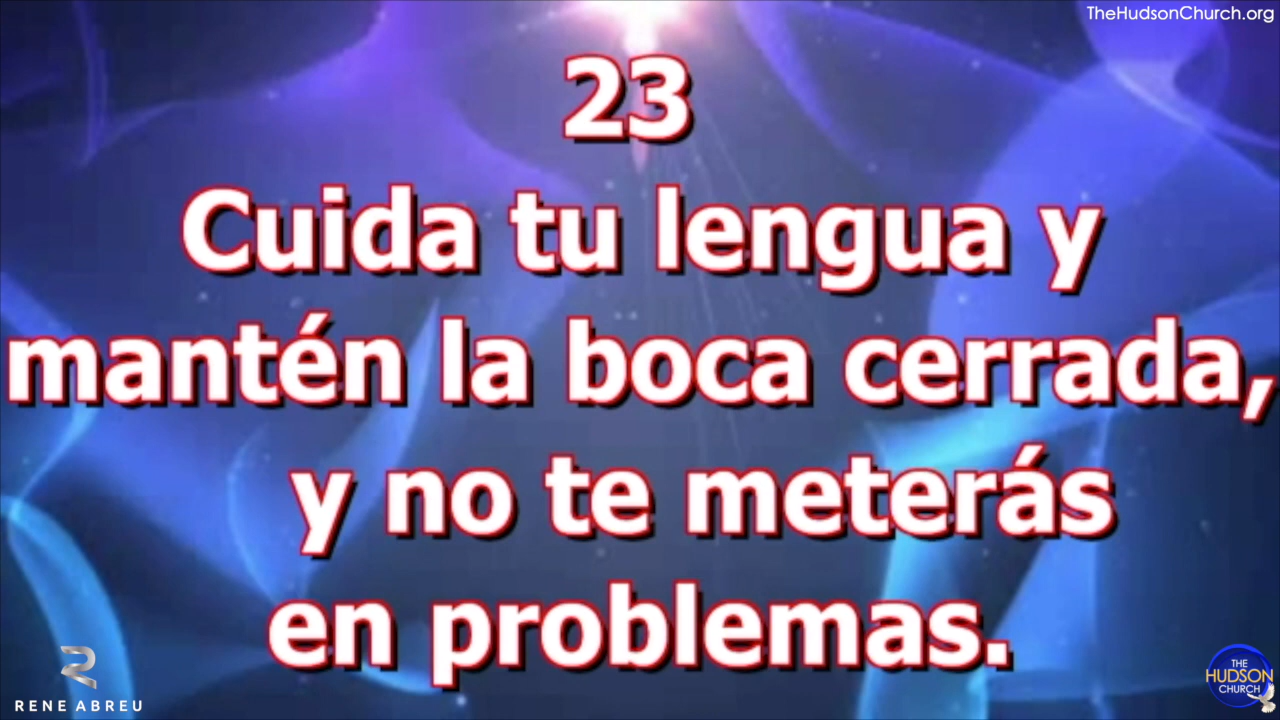 TheHudsonChurch.org
23
Cuida tu lengua y
mantén la boca cerrada,
y no te meterás
en problemas.
RENE ABREU
THE
HUDSON
CHURCH